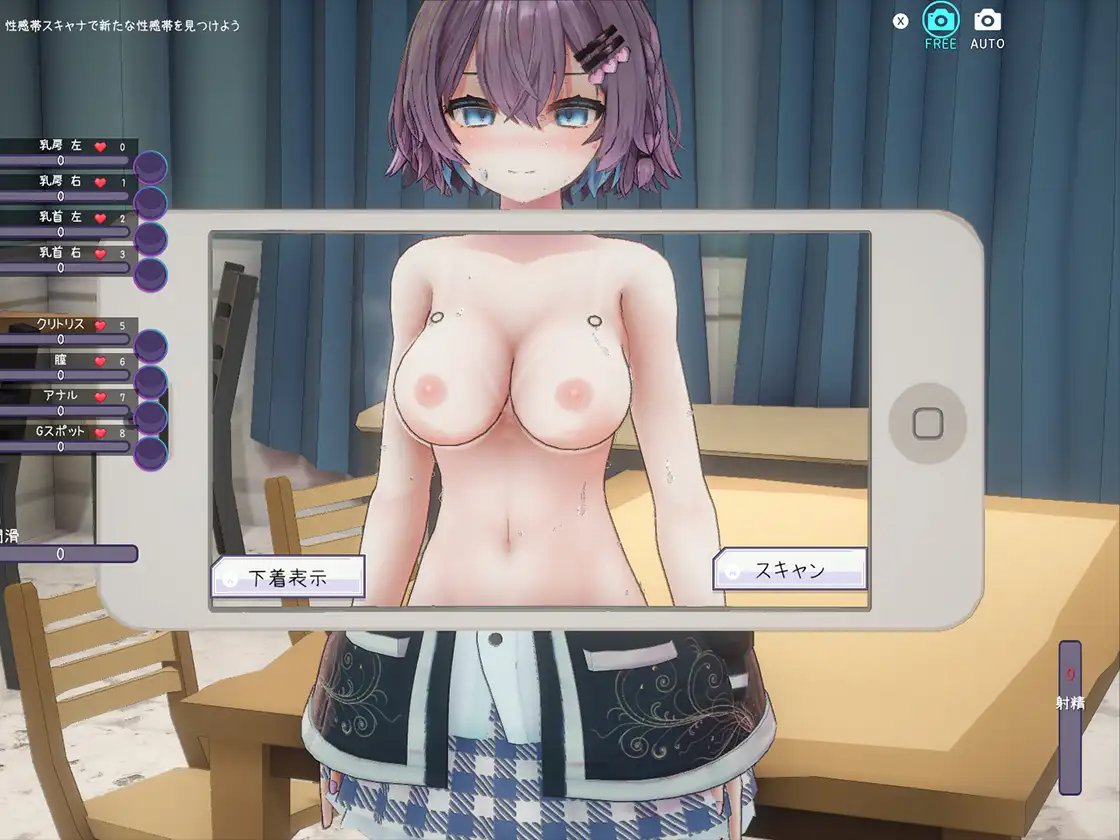 性感帯スキャナで新たな性感帯を見つけよう
X
FREE AUTO
乳房 左 0
0
乳房 右 1
0
乳首 左 2
0
乳首 右 3
0
クリトリス 5
0
膣 6
0
アナル 7
0
Gスポット 8
0
滑
0
下着表示
スキャン
射精